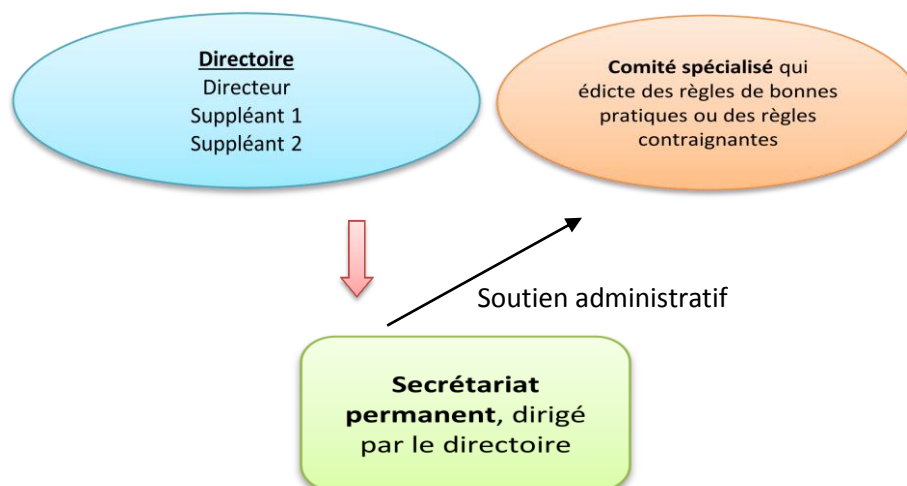 Directoire
Directeur
Suppléant 1
Suppléant 2
Comité spécialisé qui
édicte des règles de bonnes
pratiques ou des règles
contraignantes
Soutien administratif
Secrétariat
permanent, dirigé
par le directoire